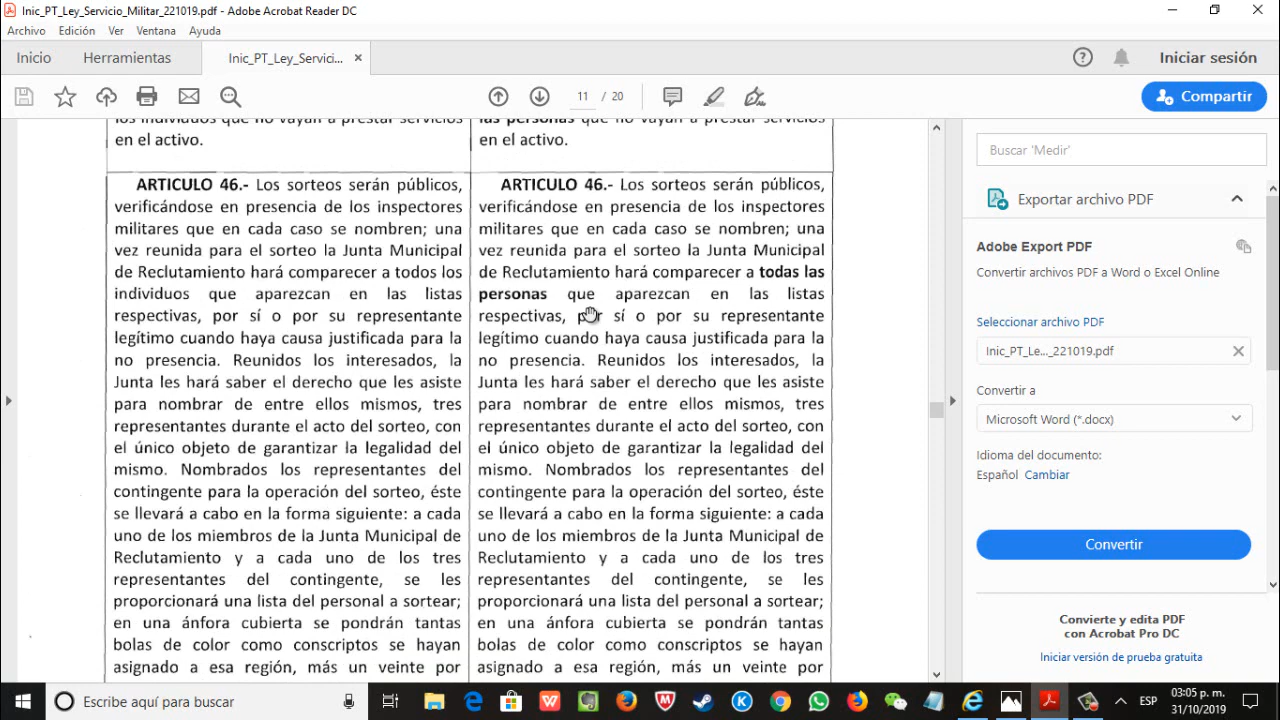 Inic_PT_Ley_Servicio_Militar_221019.pdf - Adobe Acrobat Reader DC
Archivo Edición Ver Ventana Ayuda
Inicio Herramientas Inic_PT_Ley_Servici... Iniciar sesión
11 / 20 Compartir
los individuos que no vayan a prestar servicios
en el activo.
ARTICULO 46.- Los sorteos serán públicos,
verificándose en presencia de los inspectores
militares que en cada caso se nombren; una
vez reunida para el sorteo la Junta Municipal
de Reclutamiento hará comparecer a todos los
individuos que aparezcan en las listas
respectivas, por sí o por su representante
legítimo cuando haya causa justificada para la
no presencia. Reunidos los interesados, la
Junta les hará saber el derecho que les asiste
para nombrar de entre ellos mismos, tres
representantes durante el acto del sorteo, con
el único objeto de garantizar la legalidad del
mismo. Nombrados los representantes del
contingente para la operación del sorteo, éste
se llevará a cabo en la forma siguiente: a cada
uno de los miembros de la Junta Municipal de
Reclutamiento y a cada uno de los tres
representantes del contingente, se les
proporcionará una lista del personal a sortear;
en una ánfora cubierta se pondrán tantas
bolas de color como conscriptos se hayan
asignado a esa región, más un veinte por
las personas que no vayan a prestar servicios
en el activo.
ARTICULO 46.- Los sorteos serán públicos,
verificándose en presencia de los inspectores
militares que en cada caso se nombren; una
vez reunida para el sorteo la Junta Municipal
de Reclutamiento hará comparecer a todas las
personas que aparezcan en las listas
respectivas, por sí o por su representante
legítimo cuando haya causa justificada para la
no presencia. Reunidos los interesados, la
Junta les hará saber el derecho que les asiste
para nombrar de entre ellos mismos, tres
representantes durante el acto del sorteo, con
el único objeto de garantizar la legalidad del
mismo. Nombrados los representantes del
contingente para la operación del sorteo, éste
se llevará a cabo en la forma siguiente: a cada
uno de los miembros de la Junta Municipal de
Reclutamiento y a cada uno de los tres
representantes del contingente, se les
proporcionará una lista del personal a sortear;
en una ánfora cubierta se pondrán tantas
bolas de color como conscriptos se hayan
asignado a esa región, más un veinte por
Buscar 'Medir'
Exportar archivo PDF
Adobe Export PDF
Convertir archivos PDF a Word o Excel Online
Seleccionar archivo PDF
Inic_PT_Le..._221019.pdf
Convertir a
Microsoft Word (*.docx)
Idioma del documento:
Español Cambiar
Convertir
Convierte y edita PDF
con Acrobat Pro DC
Iniciar versión de prueba gratuita
Escribe aquí para buscar
ESP
03:05 p. m.
31/10/2019